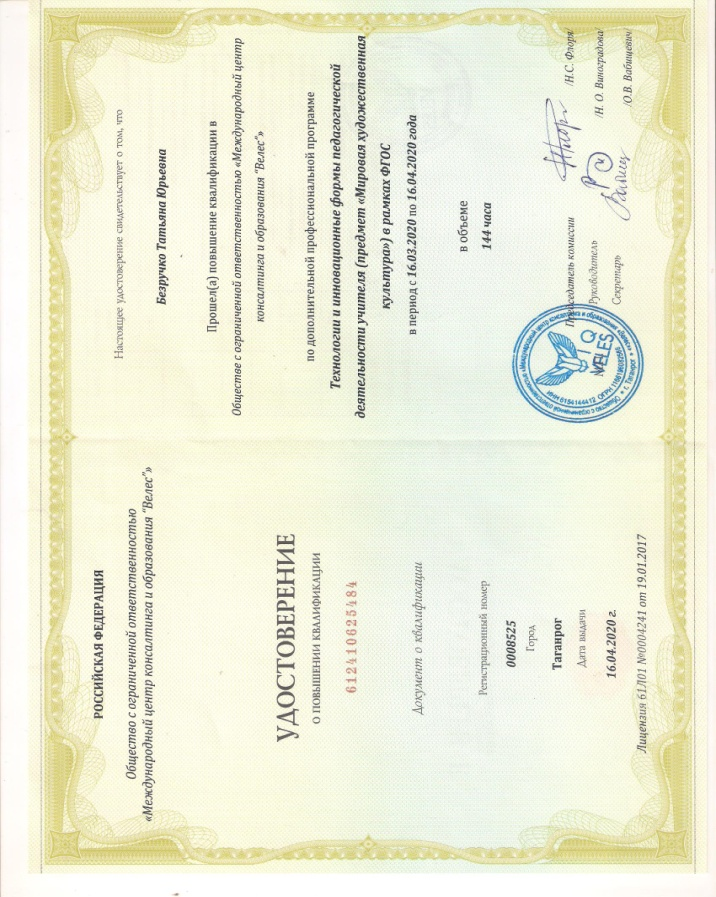 РОССИЙСКАЯ ФЕДЕРАЦИЯ
Общество с ограниченной ответственностью
«Международный центр консалтинга и образования "Велес"»
УДОСТОВЕРЕНИЕ
О ПОВЫШЕНИИ КВАЛИФИКАЦИИ
612410625484
Документ о квалификации
Регистрационный номер
0008525
Город
Таганрог
Дата выдачи
16.04.2020 г.
Лицензия 61Л01 №0004241 от 19.01.2017
Настоящее удостоверение свидетельствует о том, что
Безручко Татьяна Юрьевна
Прошел(а) повышение квалификации в
Обществе с ограниченной ответственностью «Международный центр
консалтинга и образования "Велес"»
по дополнительной профессиональной программе
Технологии и инновационные формы педагогической
деятельности учителя (предмет «Мировая художественная
культура») в рамках ФГОС
в период с 16.03.2020 по 16.04.2020 года
в объеме
144 часа
Председатель комиссии /Н.С. Флоря/
Руководитель /Н. О. Виноградова/
Секретарь /О.В. Вабищевич/
VELES
ИНН 6154144412